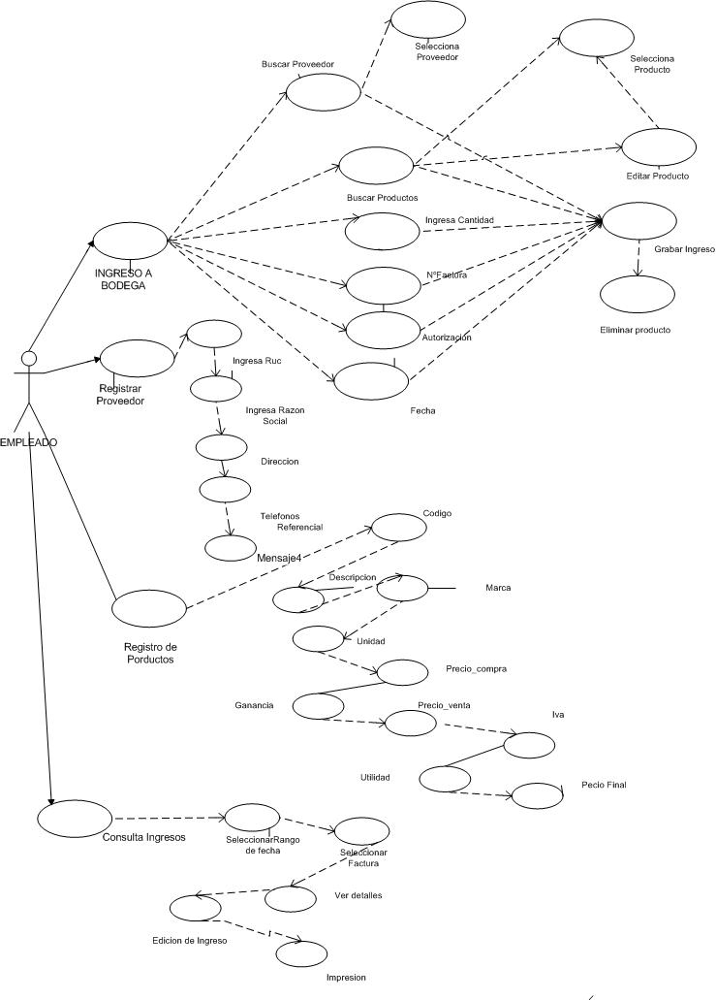 Selecciona
Proveedor
Buscar Proveedor
Selecciona
Producto
Editar Producto
Buscar Productos
Ingresa Cantidad
Grabar Ingreso
INGRESO A
BODEGA
NºFactura
Eliminar producto
Autorizacion
Ingresa Ruc
Registrar
Proveedor
Ingresa Razon
Social
Fecha
EMPLEADO
Direccion
Telefonos
Referencial
Codigo
Mensaje4
Descripcion
Marca
Registro de
Porductos
Unidad
Precio_compra
Ganancia
Precio_venta
Iva
Utilidad
Pecio Final
Consulta Ingresos
SeleccionarRango
de fecha
Seleccionar
Factura
Ver detalles
Edicion de Ingreso
Impresion